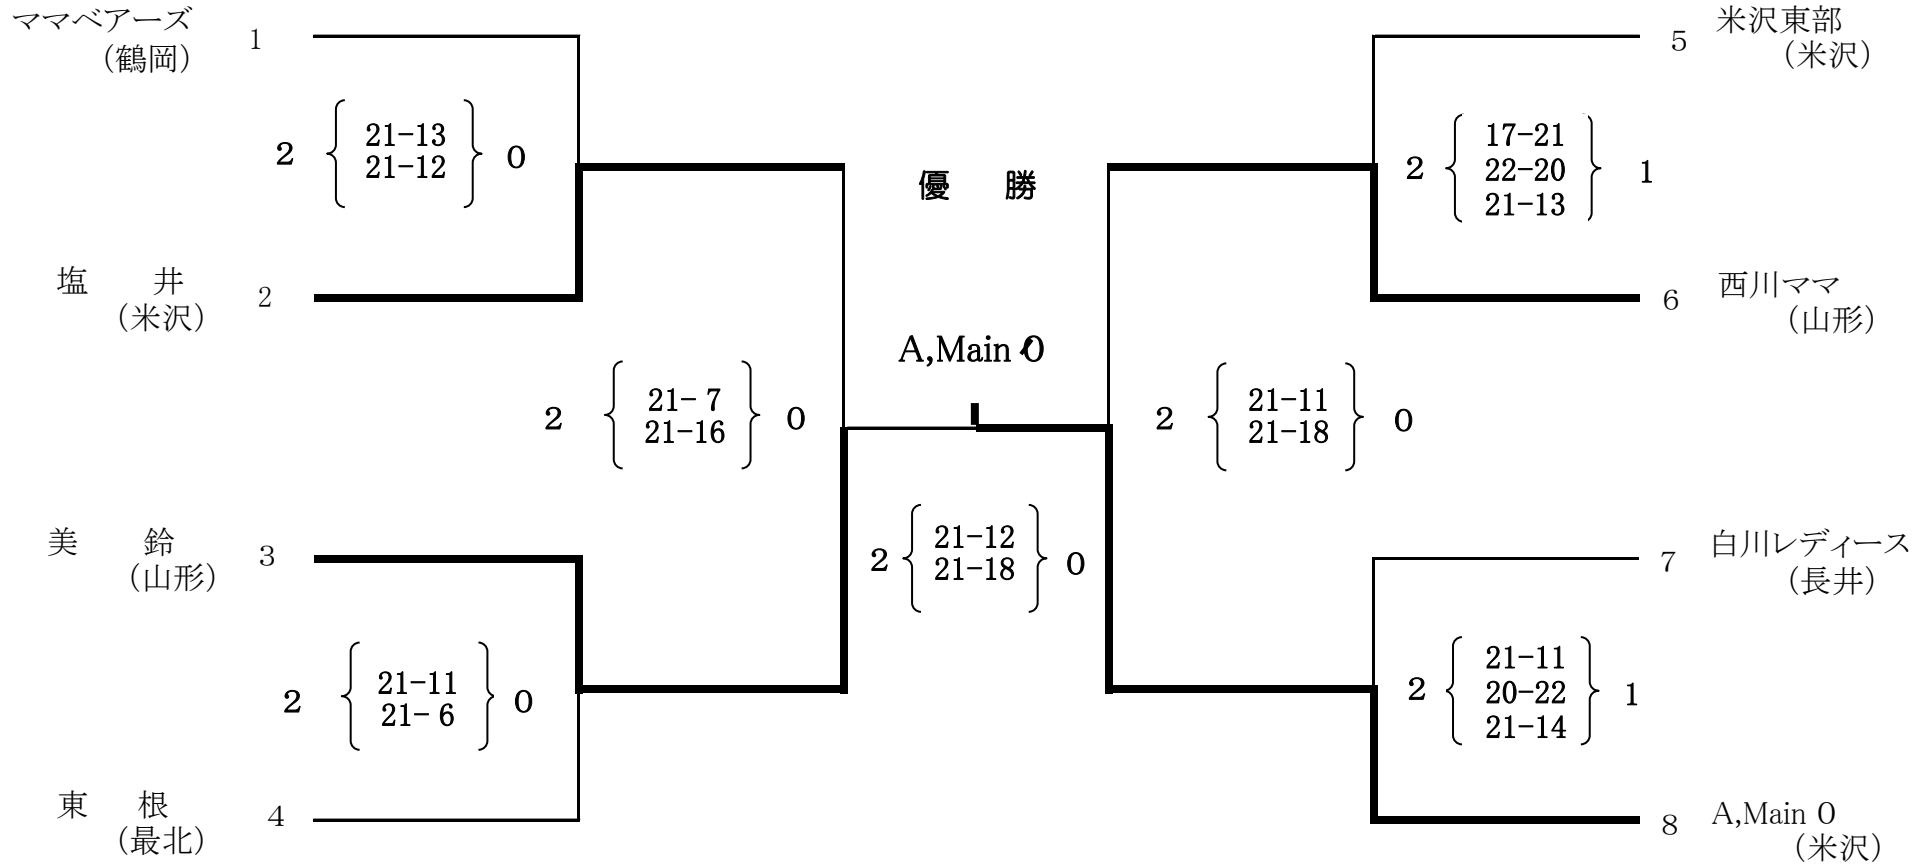 ママベアーズ
(鶴岡)
1
2
21-13
21-12
0
塩 井
(米沢)
2
2
21- 7
21-16
0
美 鈴
(山形)
3
2
21-11
21- 6
0
東 根
(最北)
4
優 勝
A,Main O
2
21-12
21-18
0
米沢東部
(米沢)
5
2
17-21
22-20
21-13
1
西川ママ
(山形)
6
2
21-11
21-18
0
白川レディース
(長井)
7
2
21-11
20-22
21-14
1
A,Main O
(米沢)
8